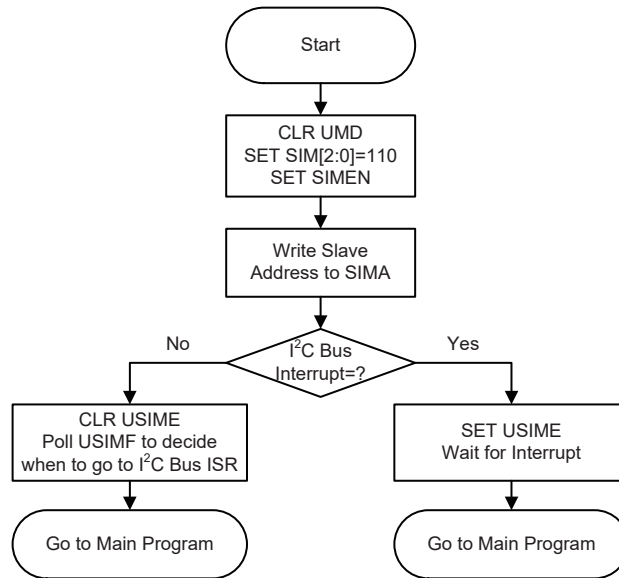 Start
CLR UMD
SET SIM[2:0]=110
SET SIMEN
Write Slave
Address to SIMA
No
I²C Bus
Interrupt=?
Yes
CLR USIME
Poll USIMF to decide
when to go to I²C Bus ISR
SET USIME
Wait for Interrupt
Go to Main Program
Go to Main Program